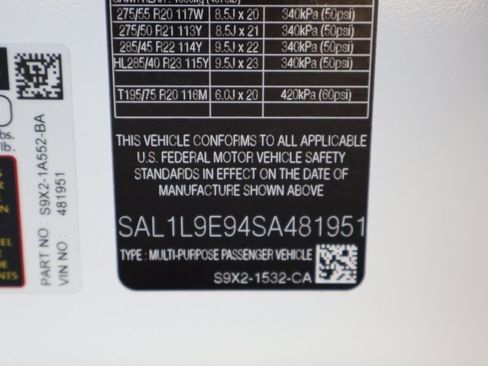 275/55 R20 117W 8.5J x 20 340kPa (50psi)
275/50 R21 113Y 8.5J x 21 340kPa (50psi)
285/45 R22 114Y 9.5J x 22 340kPa (50psi)
HL285/40 R23 115Y 9.5J x 23 340kPa (50psi)
T195/75 R20 116M 6.0J x 20 420kPa (60psi)
THIS VEHICLE CONFORMS TO ALL APPLICABLE
U.S. FEDERAL MOTOR VEHICLE SAFETY
STANDARDS IN EFFECT ON THE DATE OF
MANUFACTURE SHOWN ABOVE
SAL1L9E94SA481951
TYPE : MULTI-PURPOSE PASSENGER VEHICLE
S9X2-1532-CA
bs.
lb.
PART NO : S9X2-1A552-BA
VIN NO : 481951